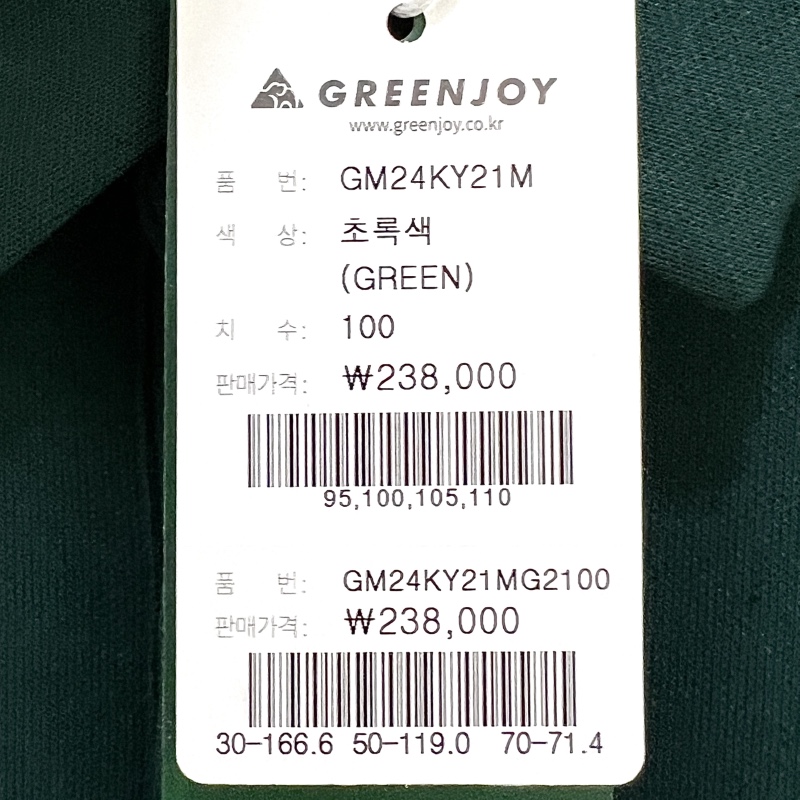 GREENJOY
www.greenjoy.co.kr
품 번: GM24KY21M
색 상: 초록색
(GREEN)
치 수: 100
판매가격: ₩238,000
95,100,105,110
품 번: GM24KY21MG2100
판매가격: ₩238,000
30-166.6 50-119.0 70-71.4